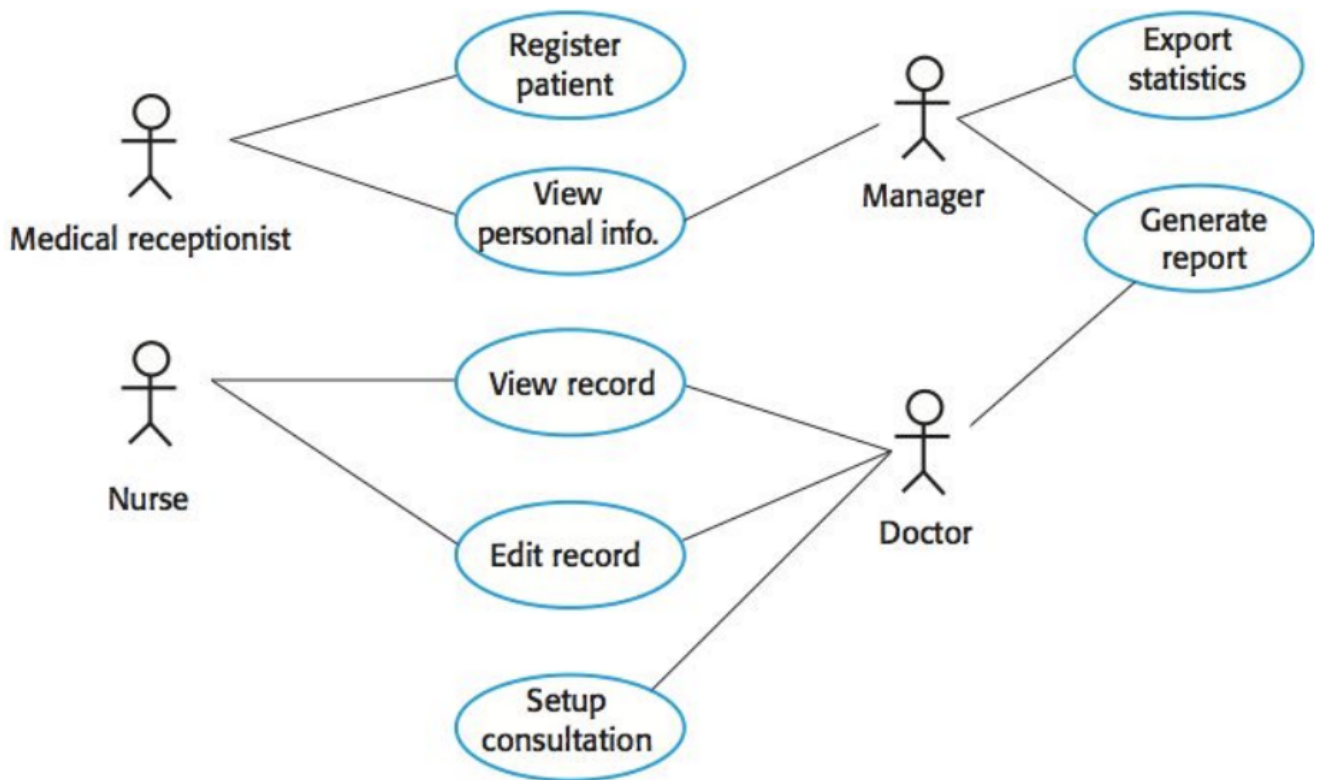 Register
patient
Export
statistics
Medical receptionist
View
personal info.
Manager
Generate
report
Nurse
View record
Edit record
Doctor
Setup
consultation